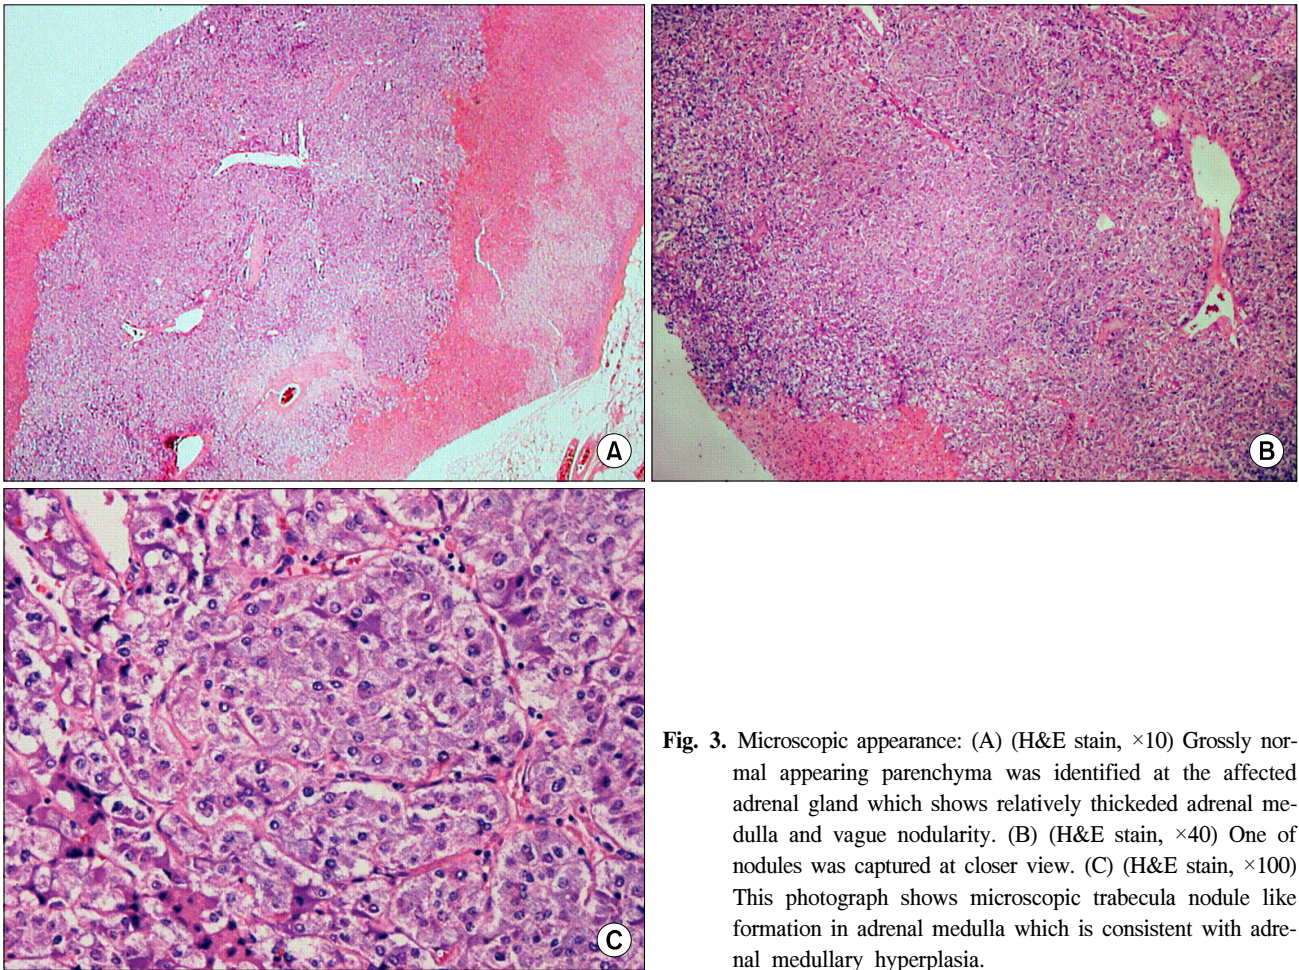 A
B
C
Fig. 3. Microscopic appearance: (A) (H&E stain, ×10) Grossly nor-
mal appearing parenchyma was identified at the affected
adrenal gland which shows relatively thickeded adrenal me-
dulla and vague nodularity. (B) (H&E stain, ×40) One of
nodules was captured at closer view. (C) (H&E stain, ×100)
This photograph shows microscopic trabecula nodule like
formation in adrenal medulla which is consistent with adre-
nal medullary hyperplasia.